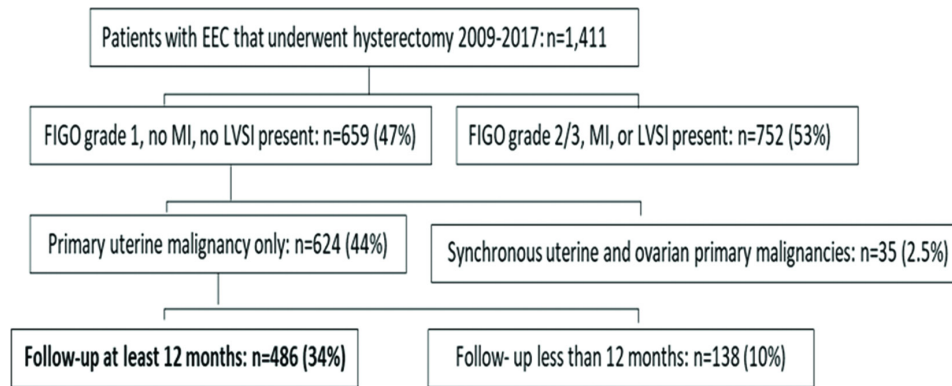 Patients with EEC that underwent hysterectomy 2009-2017: n=1,411
FIGO grade 1, no MI, no LVSI present: n=659 (47%)
FIGO grade 2/3, MI, or LVSI present: n=752 (53%)
Primary uterine malignancy only: n=624 (44%)
Synchronous uterine and ovarian primary malignancies: n=35 (2.5%)
Follow-up at least 12 months: n=486 (34%)
Follow- up less than 12 months: n=138 (10%)